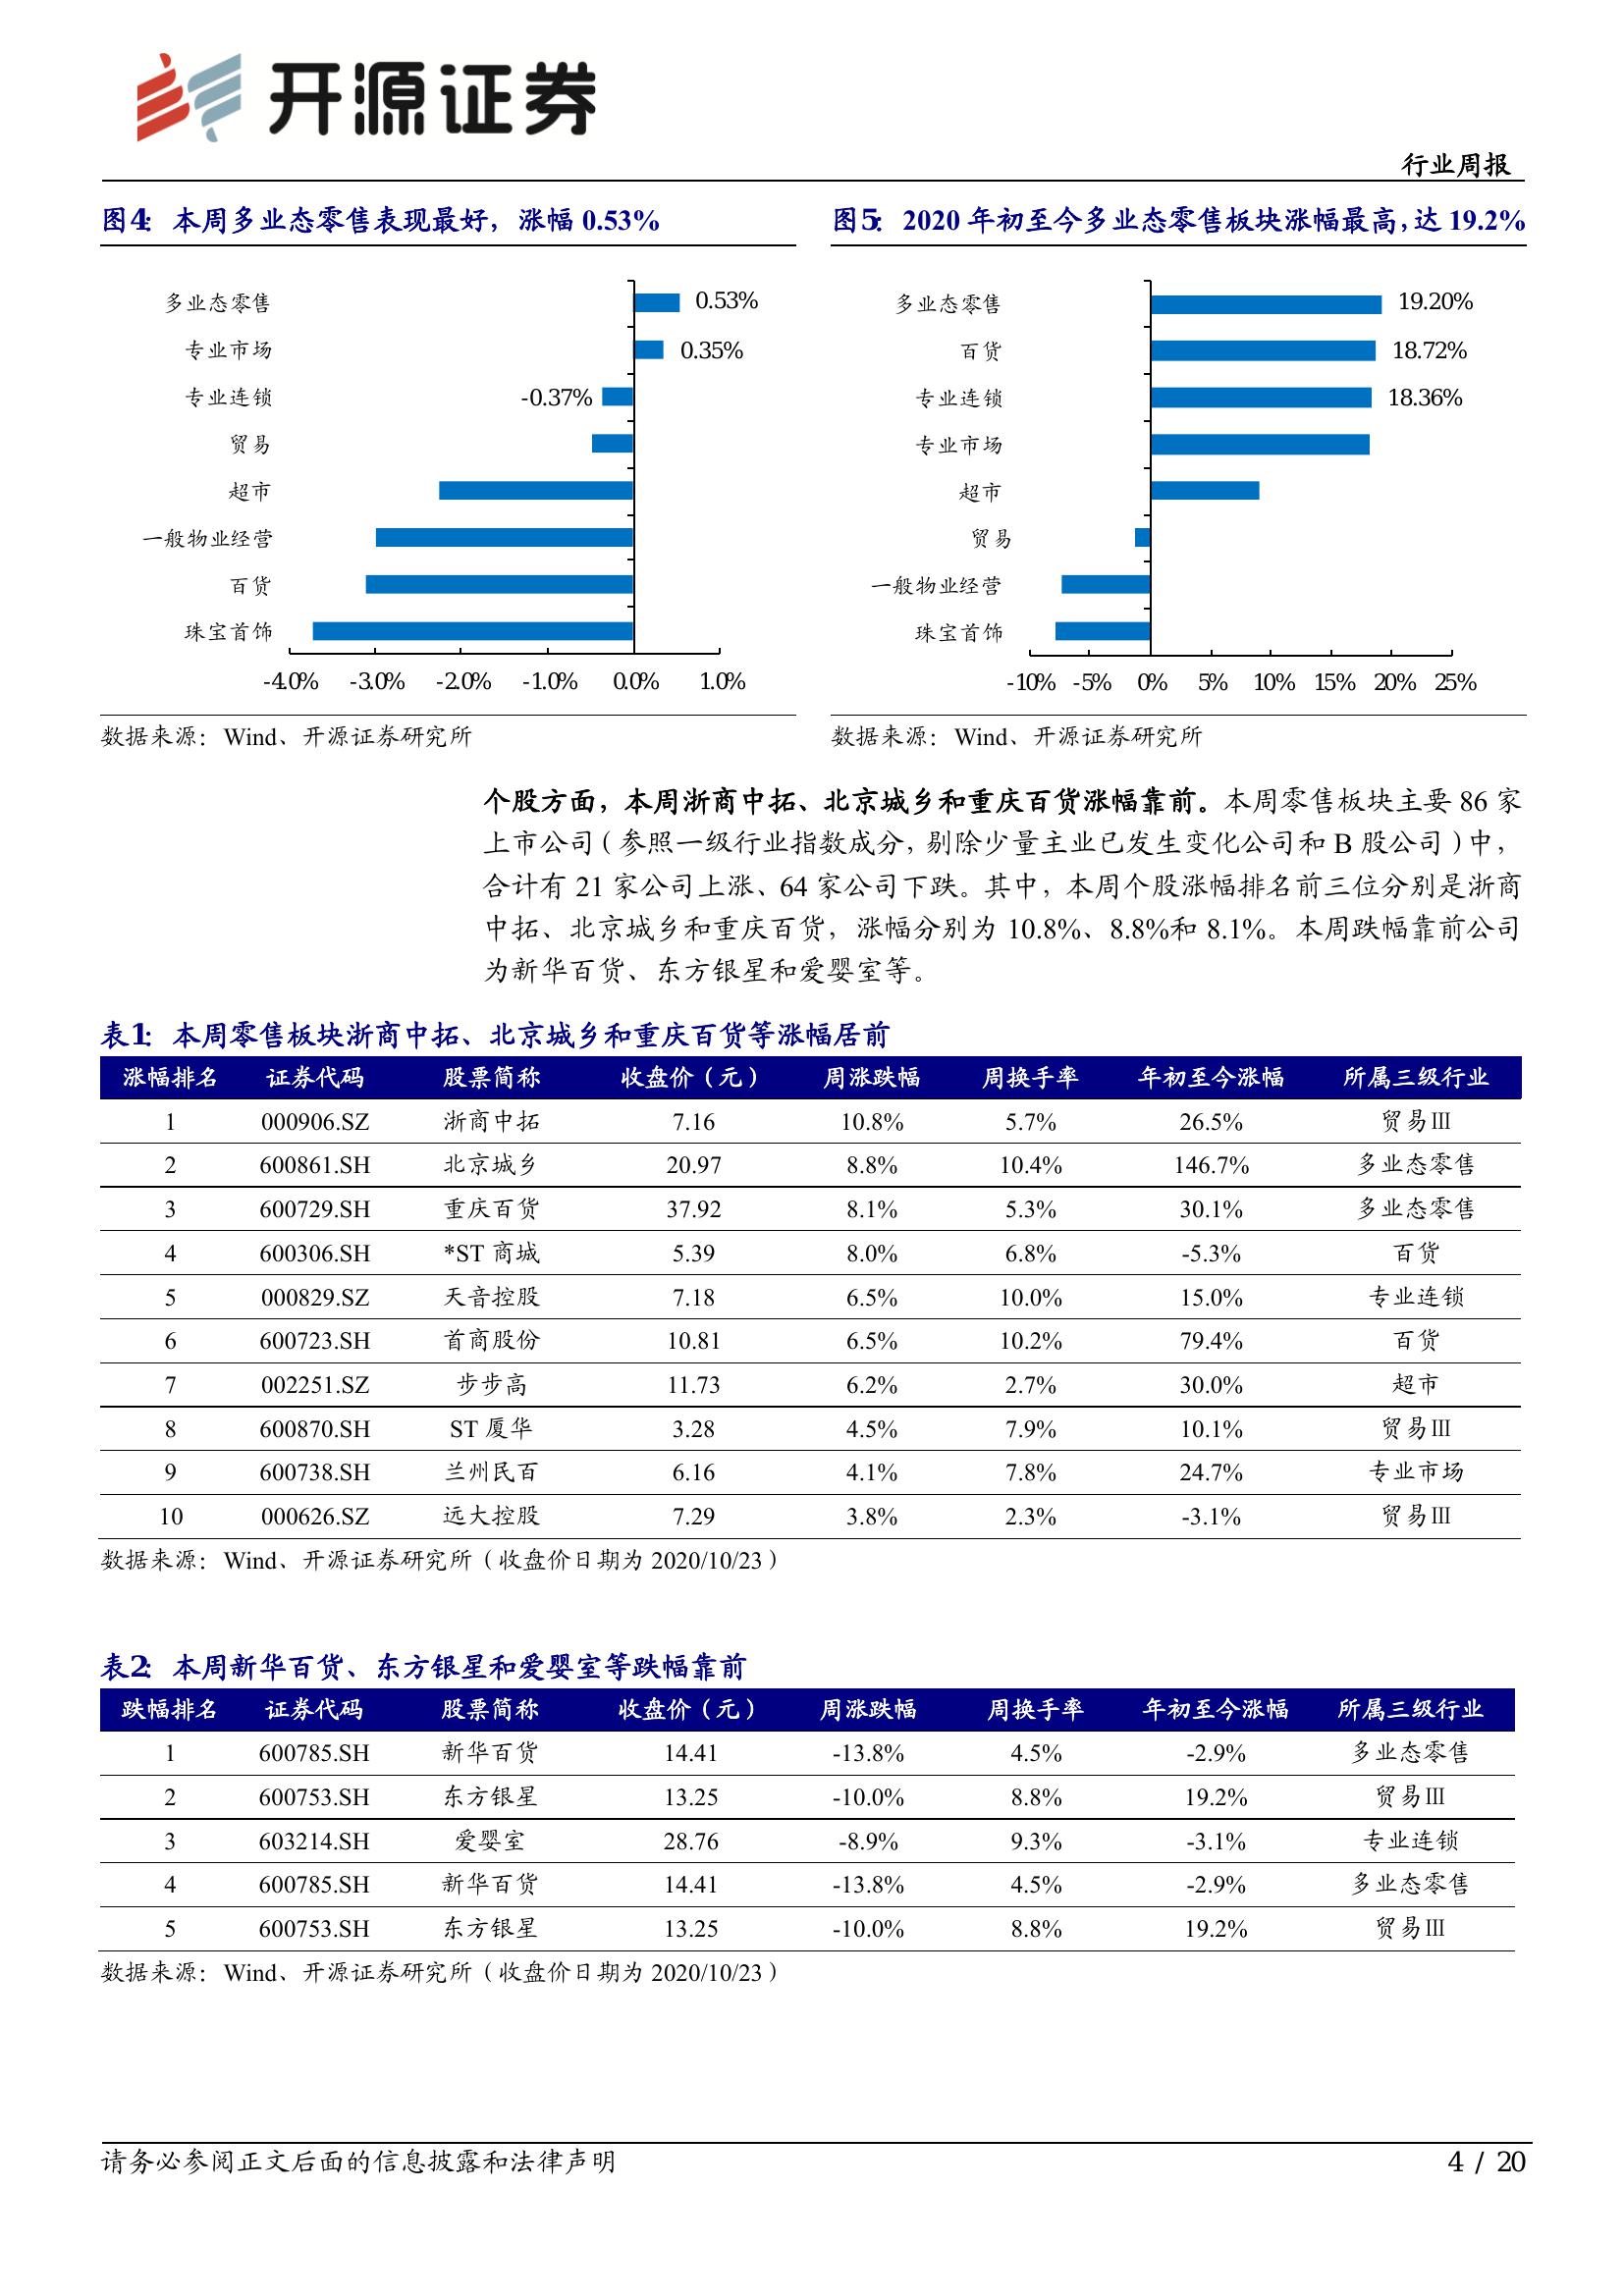 开源证券
行业周报
图4： 本周多业态零售表现最好，涨幅 0.53%
多业态零售 0.53%
专业市场 0.35%
专业连锁 -0.37%
贸易
超市
一般物业经营
百货
珠宝首饰
-4.0% -3.0% -2.0% -1.0% 0.0% 1.0%
数据来源：Wind、开源证券研究所
图5： 2020 年初至今多业态零售板块涨幅最高，达 19.2%
多业态零售 19.20%
百货 18.72%
专业连锁 18.36%
专业市场
超市
贸易
一般物业经营
珠宝首饰
-10% -5% 0% 5% 10% 15% 20% 25%
数据来源：Wind、开源证券研究所
个股方面，本周浙商中拓、北京城乡和重庆百货涨幅靠前。本周零售板块主要 86 家
上市公司（参照一级行业指数成分，剔除少量主业已发生变化公司和 B 股公司）中，
合计有 21 家公司上涨、64 家公司下跌。其中，本周个股涨幅排名前三位分别是浙商
中拓、北京城乡和重庆百货，涨幅分别为 10.8%、8.8%和 8.1%。本周跌幅靠前公司
为新华百货、东方银星和爱婴室等。
表1： 本周零售板块浙商中拓、北京城乡和重庆百货等涨幅居前
涨幅排名 证券代码 股票简称 收盘价（元） 周涨跌幅 周换手率 年初至今涨幅 所属三级行业
1 000906.SZ 浙商中拓 7.16 10.8% 5.7% 26.5% 贸易Ⅲ
2 600861.SH 北京城乡 20.97 8.8% 10.4% 146.7% 多业态零售
3 600729.SH 重庆百货 37.92 8.1% 5.3% 30.1% 多业态零售
4 600306.SH *ST 商城 5.39 8.0% 6.8% -5.3% 百货
5 000829.SZ 天音控股 7.18 6.5% 10.0% 15.0% 专业连锁
6 600723.SH 首商股份 10.81 6.5% 10.2% 79.4% 百货
7 002251.SZ 步步高 11.73 6.2% 2.7% 30.0% 超市
8 600870.SH ST 厦华 3.28 4.5% 7.9% 10.1% 贸易Ⅲ
9 600738.SH 兰州民百 6.16 4.1% 7.8% 24.7% 专业市场
10 000626.SZ 远大控股 7.29 3.8% 2.3% -3.1% 贸易Ⅲ
数据来源：Wind、开源证券研究所（收盘价日期为 2020/10/23）
表2： 本周新华百货、东方银星和爱婴室等跌幅靠前
跌幅排名 证券代码 股票简称 收盘价（元） 周涨跌幅 周换手率 年初至今涨幅 所属三级行业
1 600785.SH 新华百货 14.41 -13.8% 4.5% -2.9% 多业态零售
2 600753.SH 东方银星 13.25 -10.0% 8.8% 19.2% 贸易Ⅲ
3 603214.SH 爱婴室 28.76 -8.9% 9.3% -3.1% 专业连锁
4 600785.SH 新华百货 14.41 -13.8% 4.5% -2.9% 多业态零售
5 600753.SH 东方银星 13.25 -10.0% 8.8% 19.2% 贸易Ⅲ
数据来源：Wind、开源证券研究所（收盘价日期为 2020/10/23）
请务必参阅正文后面的信息披露和法律声明
4 / 20